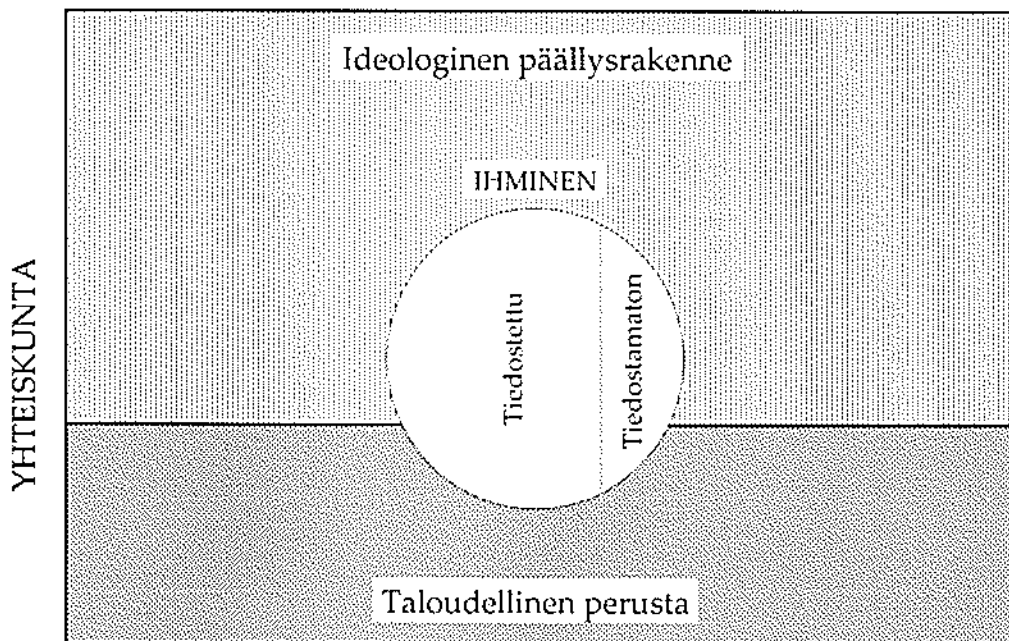 Ideologinen päällysrakenne
IHMINEN
YHTEISKUNTA
Tiedostettu
Tiedostamaton
Taloudellinen perusta